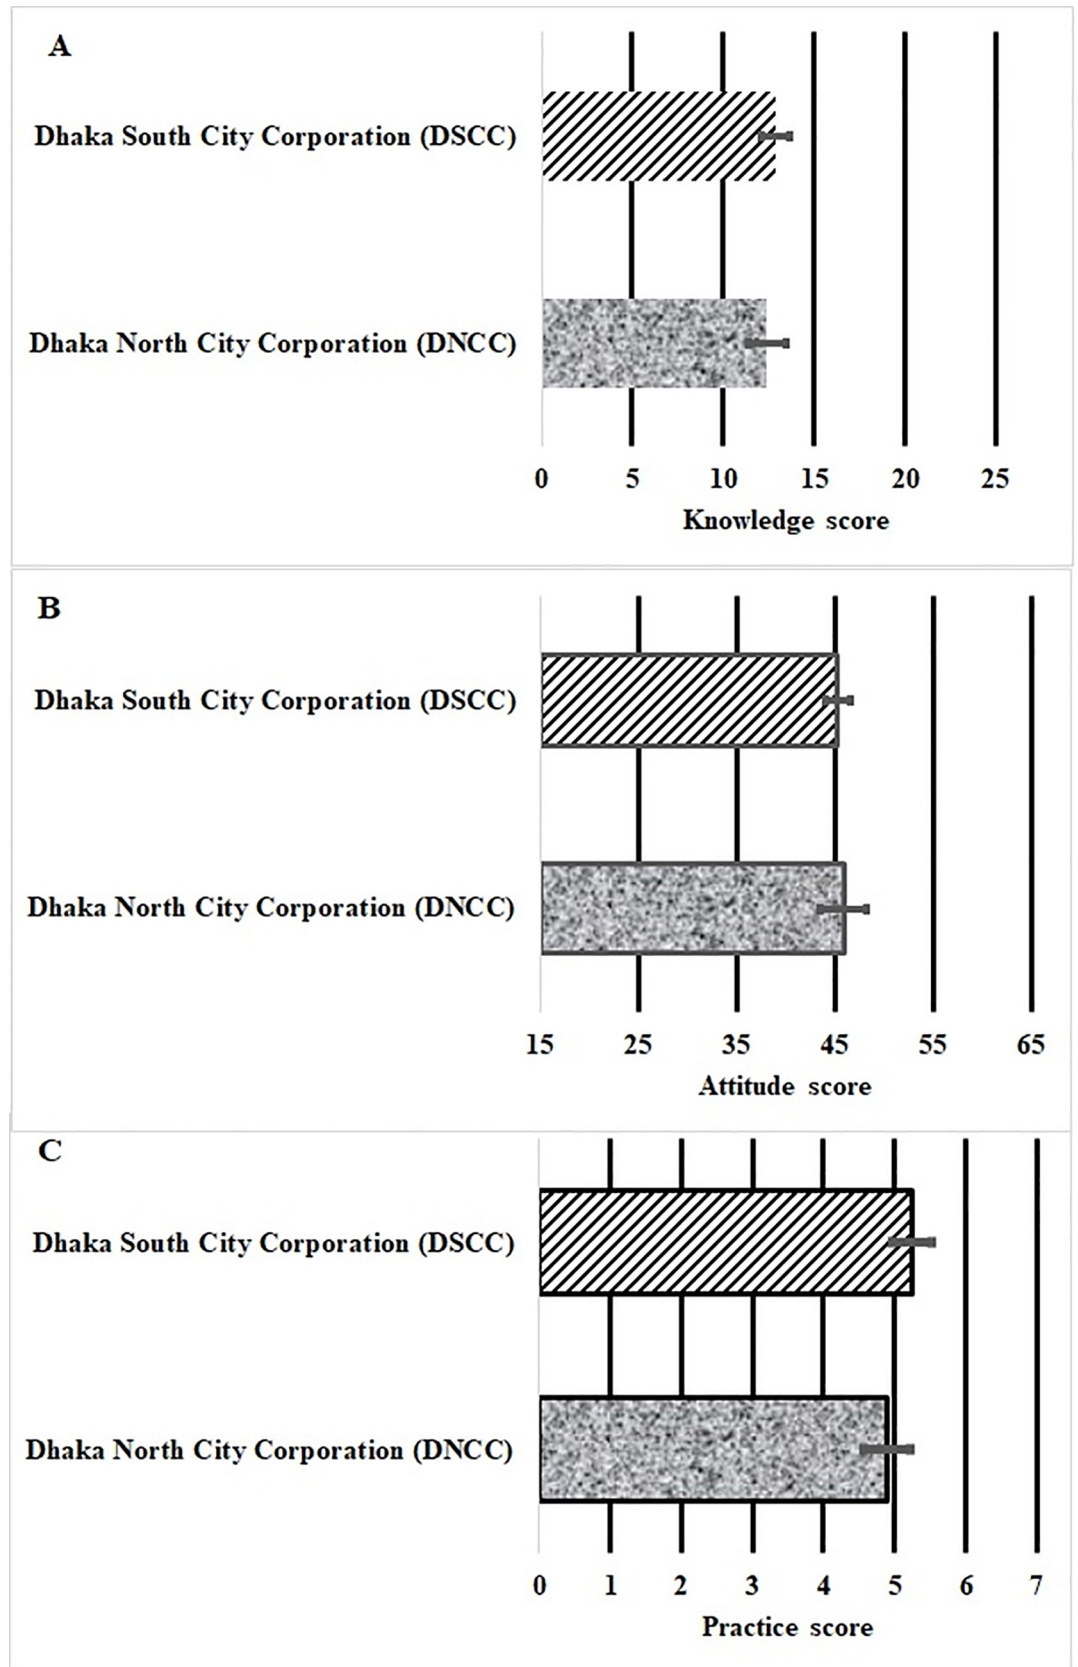 A
Dhaka South City Corporation (DSCC)
Dhaka North City Corporation (DNCC)
0 5 10 15 20 25
Knowledge score
B
Dhaka South City Corporation (DSCC)
Dhaka North City Corporation (DNCC)
15 25 35 45 55 65
Attitude score
C
Dhaka South City Corporation (DSCC)
Dhaka North City Corporation (DNCC)
0 1 2 3 4 5 6 7
Practice score